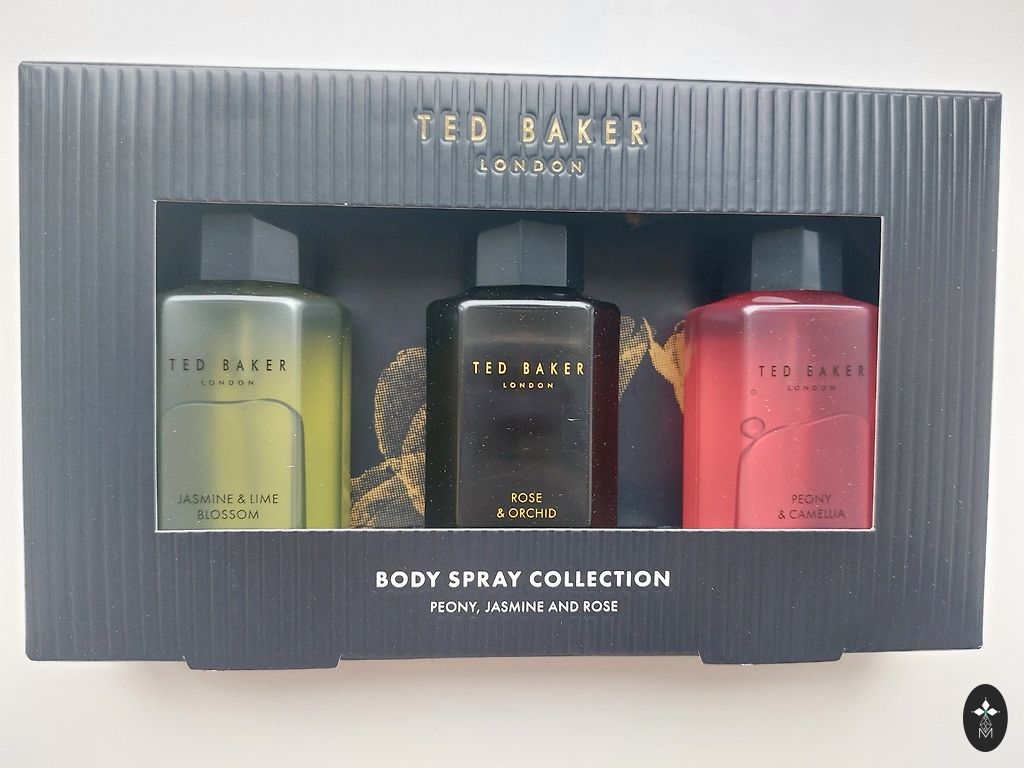 TED BAKER
LONDON
TED BAKER
LONDON
JASMINE & LIME
BLOSSOM
TED BAKER
LONDON
ROSE
& ORCHID
TED BAKER
LONDON
PEONY
& CAMELLIA
BODY SPRAY COLLECTION
PEONY, JASMINE AND ROSE
M